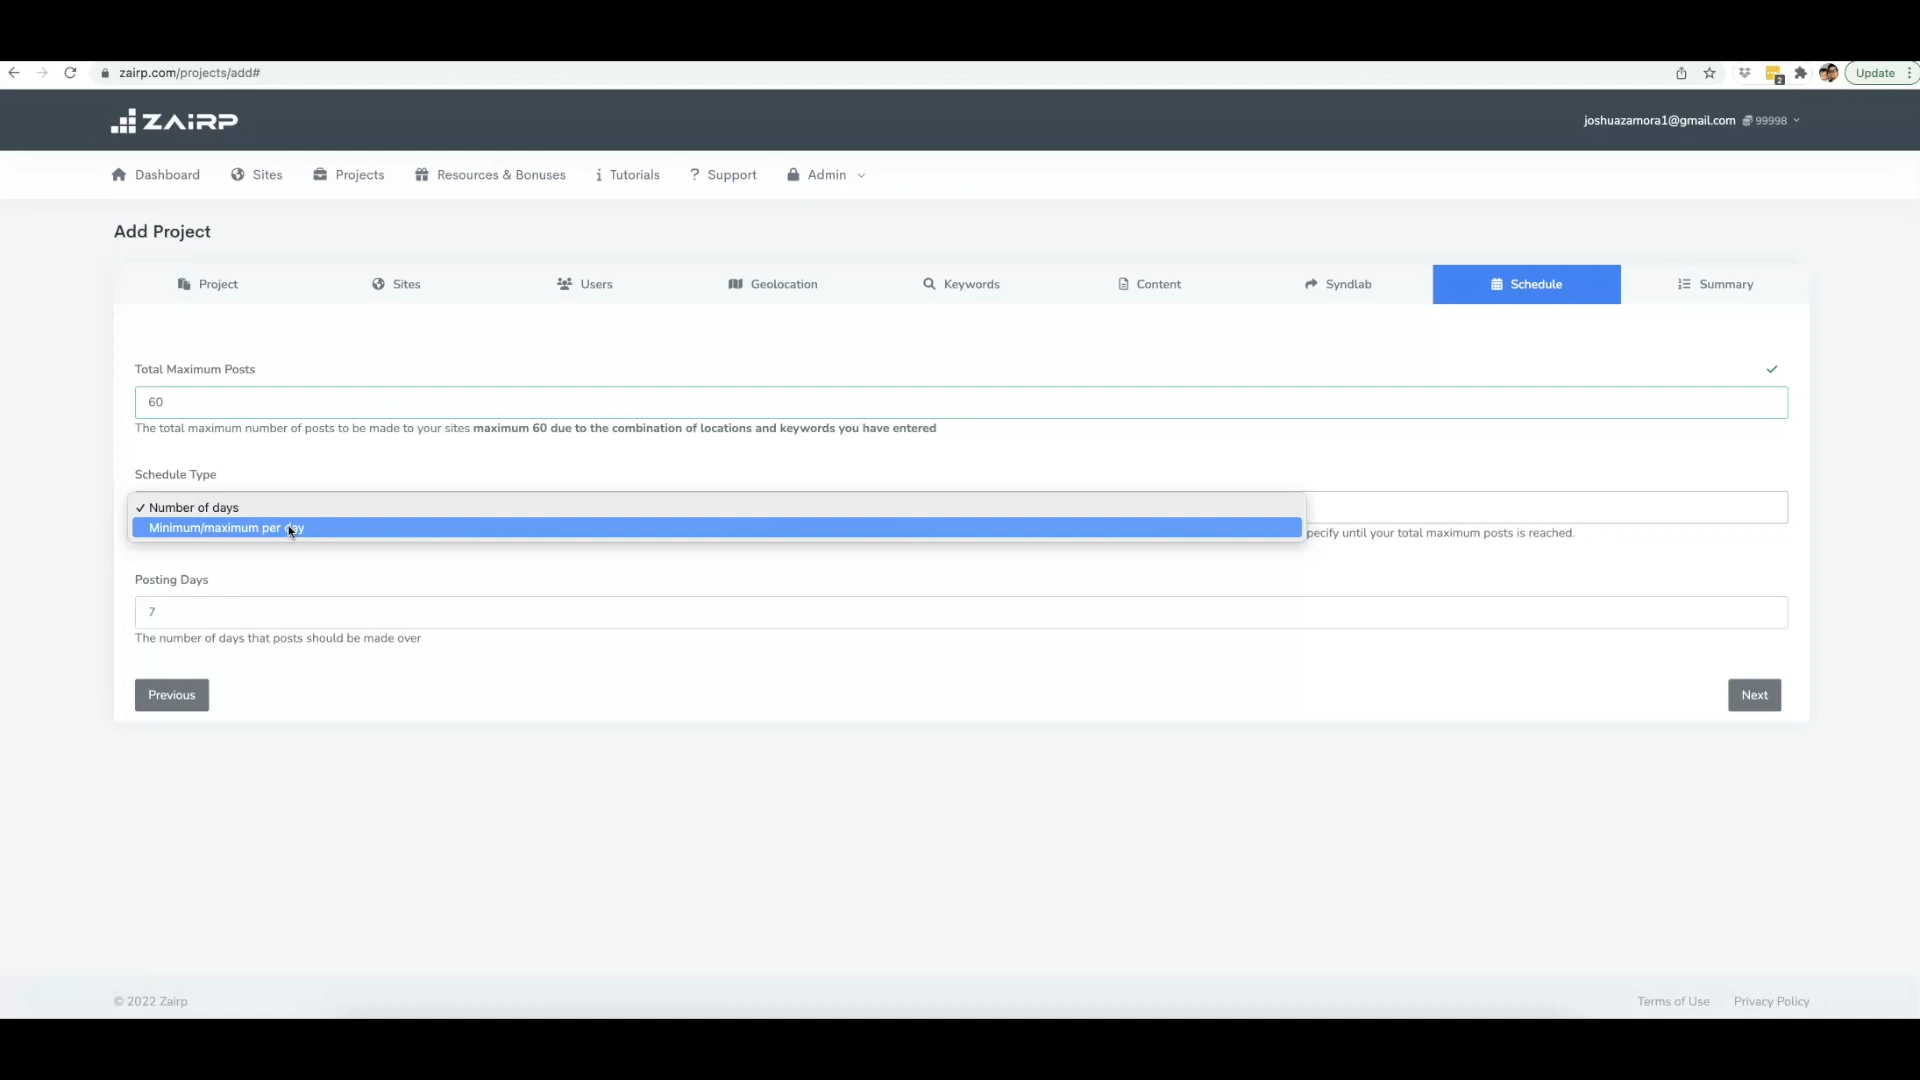 zairp.com/projects/add#
2
Update
ZAiRP
joshuazamora1@gmail.com 99998
Dashboard Sites Projects Resources & Bonuses Tutorials ? Support Admin
Add Project
Project Sites Users Geolocation Keywords Content Syndlab Schedule Summary
Total Maximum Posts
60
The total maximum number of posts to be made to your sites maximum 60 due to the combination of locations and keywords you have entered
Schedule Type
✓ Number of days
Minimum/maximum per day
pecify until your total maximum posts is reached.
Posting Days
7
The number of days that posts should be made over
Previous Next
© 2022 Zairp Terms of Use Privacy Policy